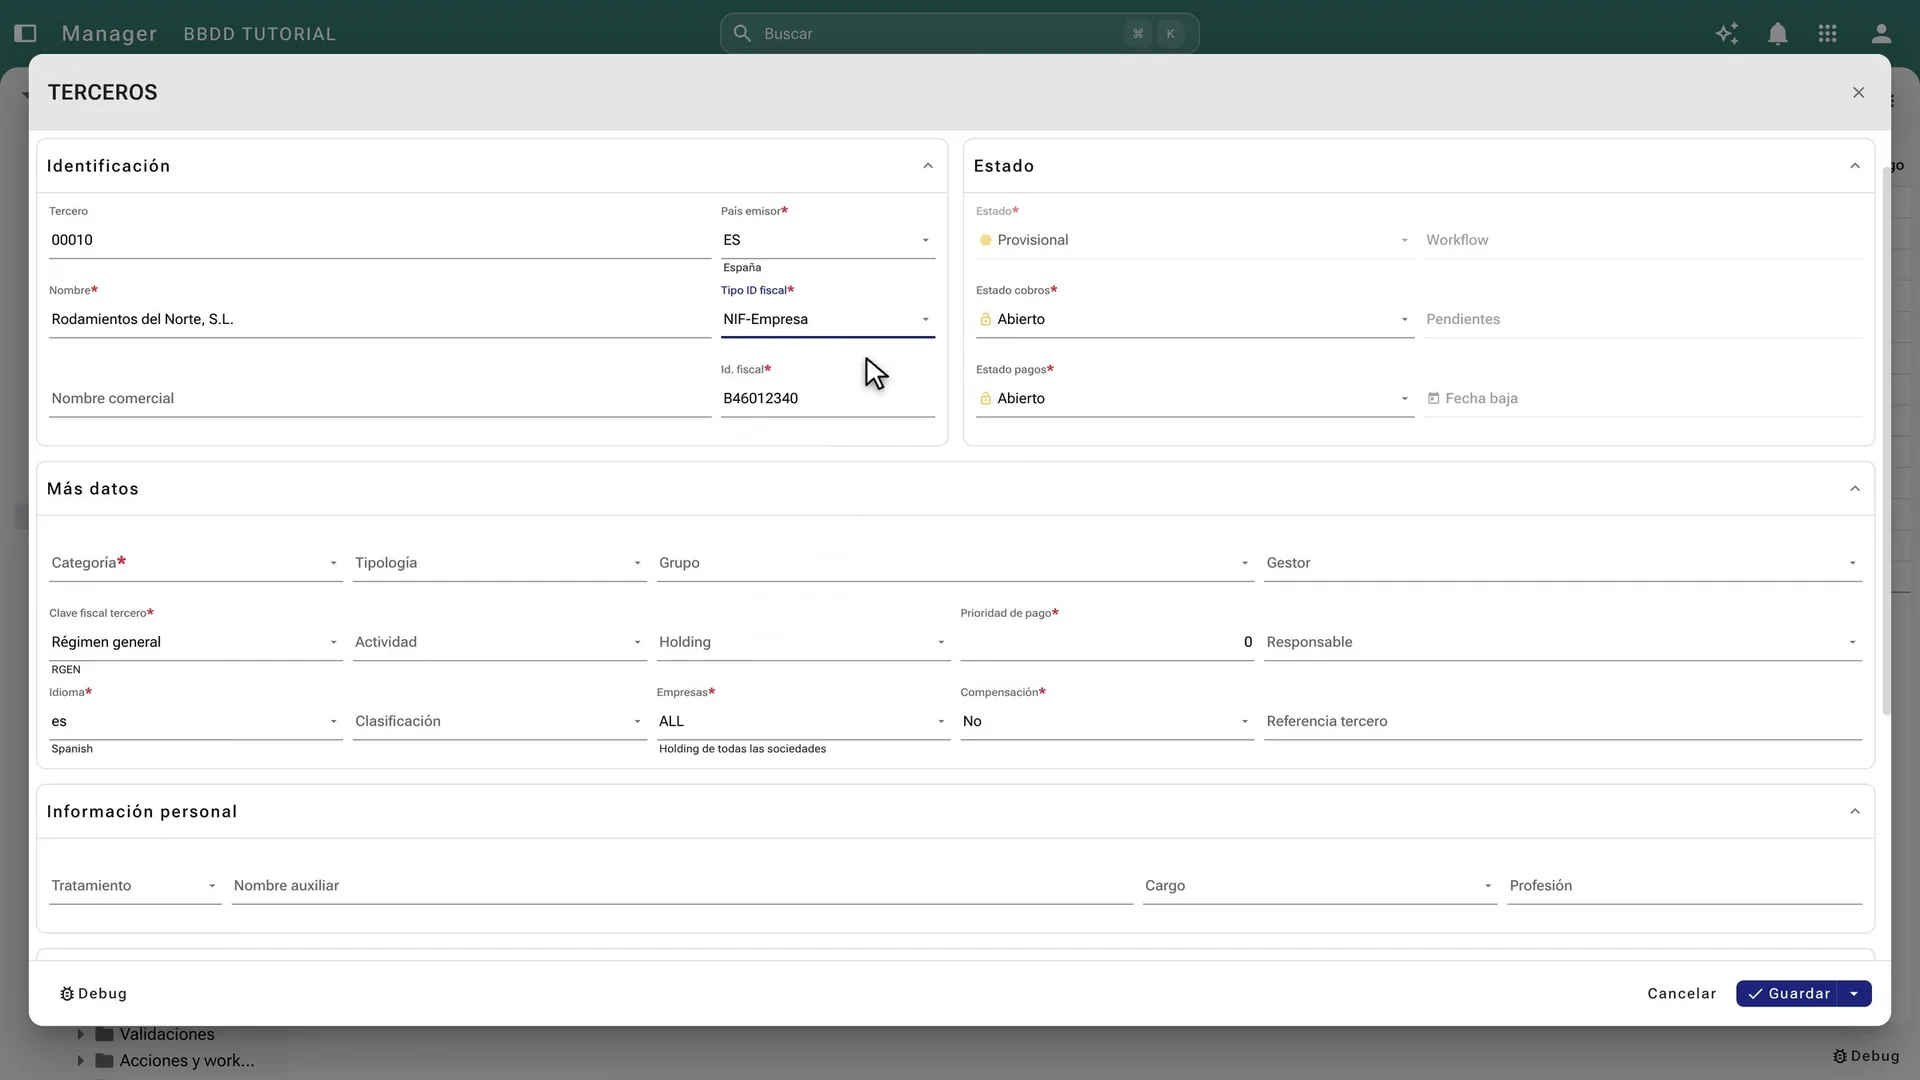 Manager
BBDD TUTORIAL
Buscar
⌘ K
TERCEROS
Identificación
Tercero
00010
País emisor*
ES
España
Nombre*
Rodamientos del Norte, S.L.
Tipo ID fiscal*
NIF-Empresa
Nombre comercial
Id. fiscal*
B46012340
Estado
Estado*
Provisional
Workflow
Estado cobros*
Abierto
Pendientes
Estado pagos*
Abierto
Fecha baja
go
Más datos
Categoría*
Tipología
Grupo
Gestor
Clave fiscal tercero*
Régimen general
RGEN
Actividad
Holding
Prioridad de pago*
0
Responsable
Idioma*
es
Spanish
Clasificación
Empresas*
ALL
Holding de todas las sociedades
Compensación*
No
Referencia tercero
Información personal
Tratamiento
Nombre auxiliar
Cargo
Profesión
Debug
Cancelar
Guardar
Validaciones
Acciones y work...
Debug